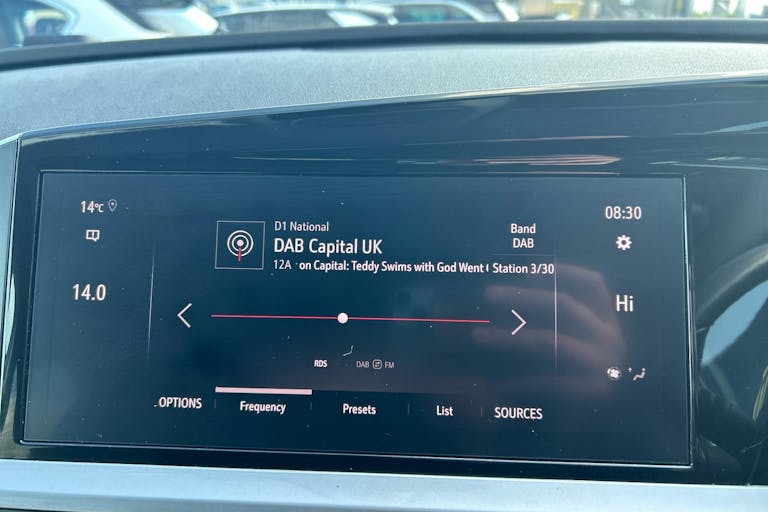 14°C
08:30
D1 National
DAB Capital UK
Band
DAB
12A on Capital: Teddy Swims with God Went
Station 3/30
14.0
Hi
RDS
DAB FM
OPTIONS
Frequency
Presets
List
SOURCES